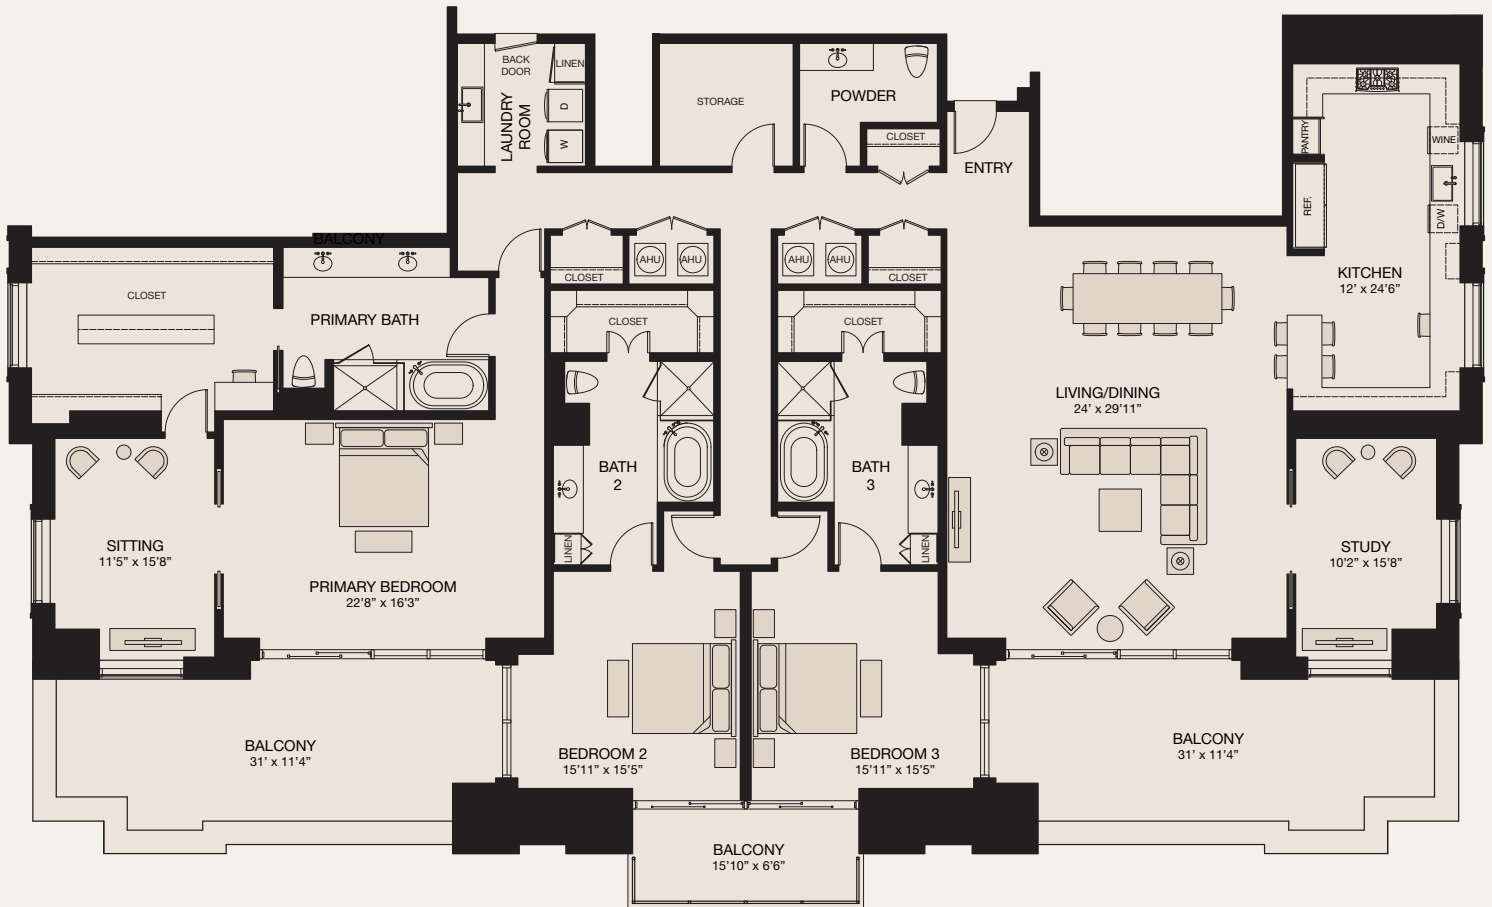 BACK
DOOR
LINEN
LAUNDRY
ROOM
D
W
STORAGE
POWDER
CLOSET
ENTRY
PANTRY
WINE
REF.
D/W
KITCHEN
12' x 24'6"
BALCONY
CLOSET
PRIMARY BATH
CLOSET
AHU
AHU
AHU
AHU
CLOSET
CLOSET
CLOSET
LIVING/DINING
24' x 29'11"
BATH
2
BATH
3
LINEN
LINEN
SITTING
11'5" x 15'8"
PRIMARY BEDROOM
22'8" x 16'3"
STUDY
10'2" x 15'8"
BALCONY
31' x 11'4"
BEDROOM 2
15'11" x 15'5"
BEDROOM 3
15'11" x 15'5"
BALCONY
31' x 11'4"
BALCONY
15'10" x 6'6"